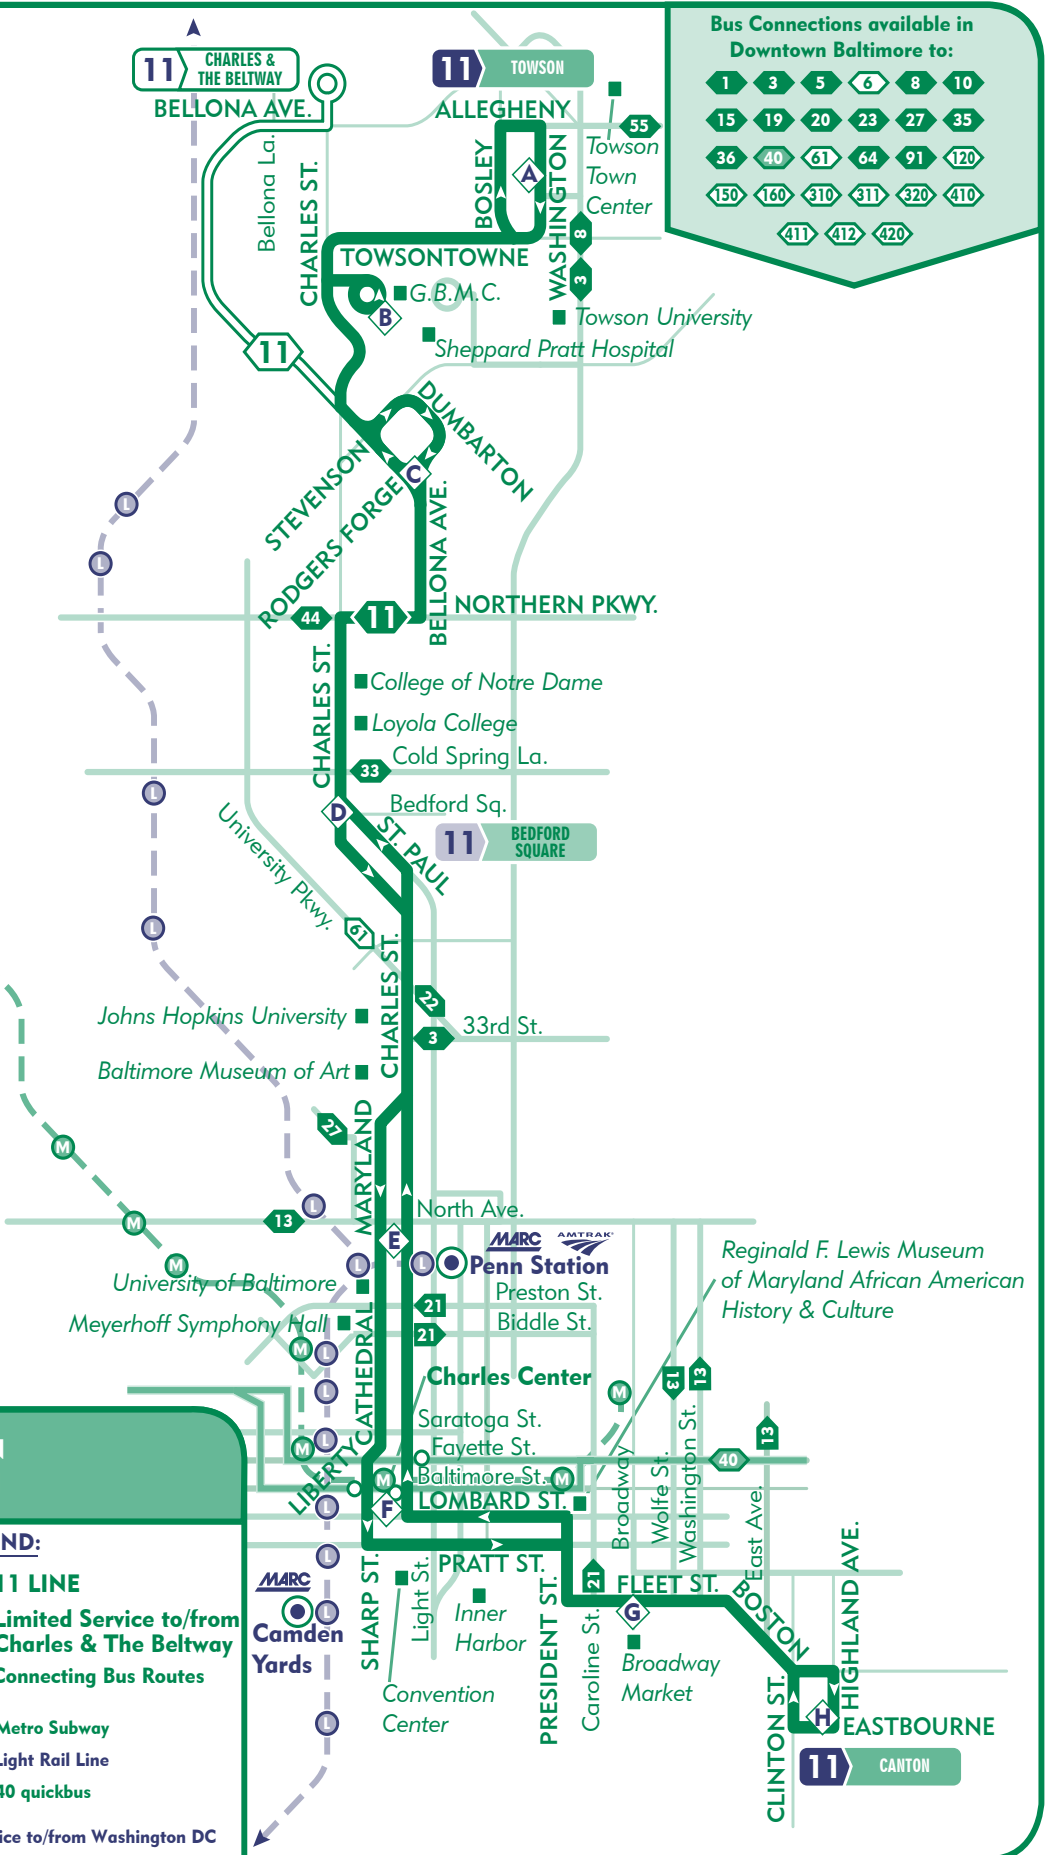 Bus Connections available in
Downtown Baltimore to:
1 3 5 6 8 10
15 19 20 23 27 35
36 40 61 64 91 120
150 160 310 311 320 410
411 412 420
11 CHARLES &
THE BELTWAY
11 TOWSON
BELLONA AVE.
ALLEGHENY
55
Towson
Town
Center
Bellona La.
CHARLES ST.
BOSLEY
A
WASHINGTON
8
TOWSONTOWNE
3
G.B.M.C.
B
Towson University
Sheppard Pratt Hospital
11
DUMBARTON
STEVENSON
C
RODGERS FORGE
BELLONA AVE.
L
L
44
11
NORTHERN PKWY.
CHARLES ST.
College of Notre Dame
Loyola College
Cold Spring La.
33
L
D
Bedford Sq.
11 BEDFORD
SQUARE
ST. PAUL
University Pkwy.
61
L
CHARLES ST.
22
Johns Hopkins University
33rd St.
3
Baltimore Museum of Art
27
MARYLAND
M
L
North Ave.
13
M
E
MARC
AMTRAK
L
L
Penn Station
M
University of Baltimore
Preston St.
21
Meyerhoff Symphony Hall
Biddle St.
21
M
L
Reginald F. Lewis Museum
of Maryland African American
History & Culture
CATHEDRAL
Charles Center
L
M
13
13
13
Saratoga St.
L
M
Fayette St.
40
LIBERTY
M
Baltimore St.
M
L
F
LOMBARD ST.
Broadway
Wolfe St.
Washington St.
East Ave.
PRATT ST.
L
SHARP ST.
Light St.
21
FLEET ST.
BOSTON
HIGHLAND AVE.
MARC
L
Camden
Yards
Inner
Harbor
PRESIDENT ST.
Caroline St.
G
Broadway
Market
Convention
Center
L
CLINTON ST.
H
EASTBOURNE
11 CANTON
N
ND:
11 LINE
Limited Service to/from
Charles & The Beltway
Connecting Bus Routes
Metro Subway
Light Rail Line
40 quickbus
ice to/from Washington DC